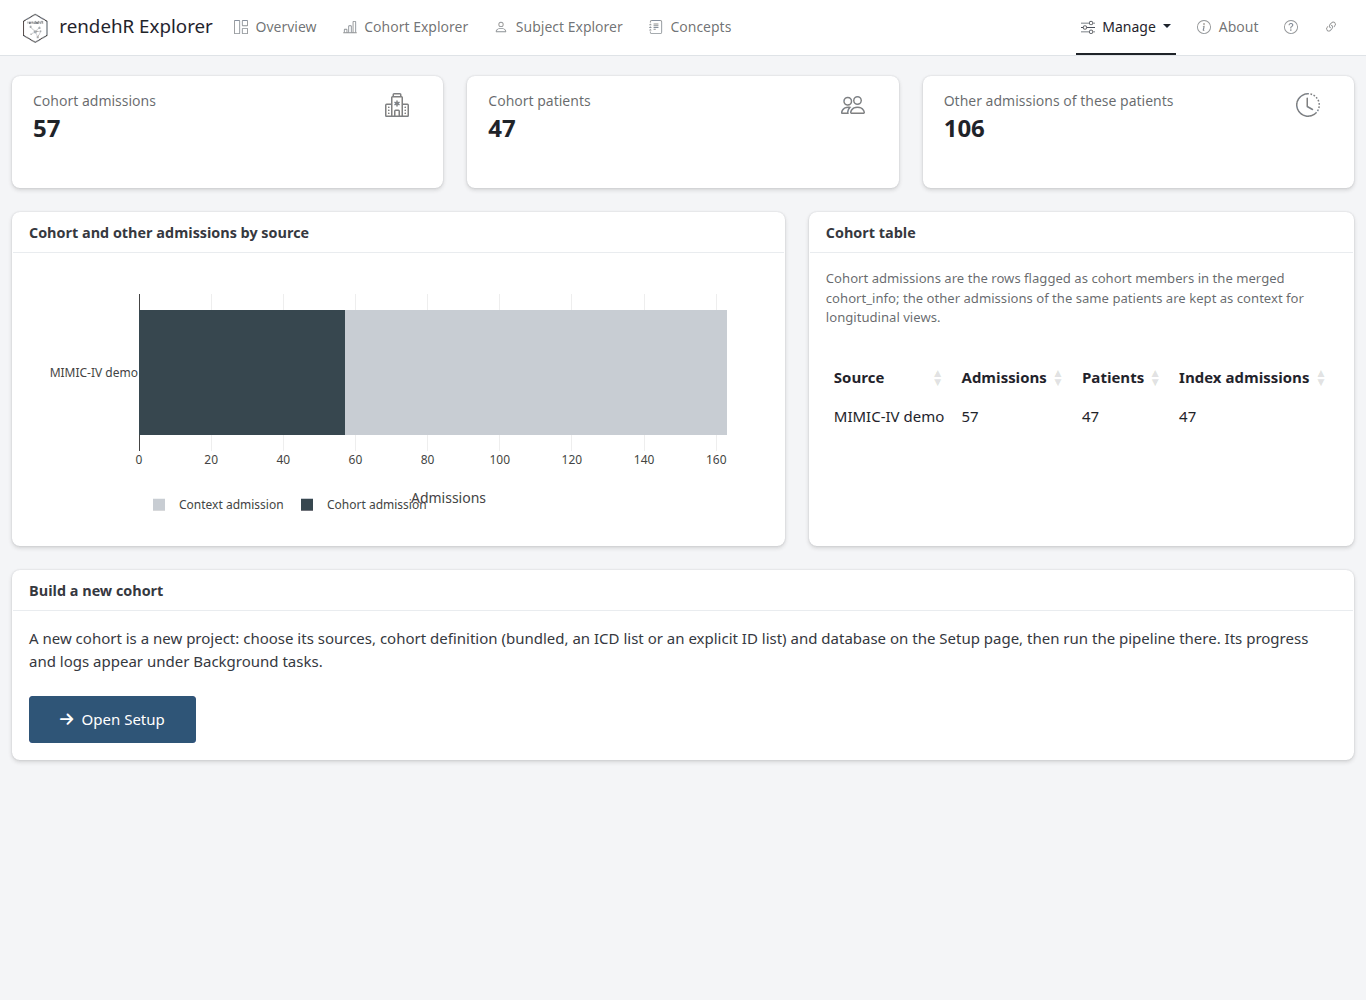 rendehR Explorer
Overview
Cohort Explorer
Subject Explorer
Concepts
Manage
About
Cohort admissions
57
Cohort patients
47
Other admissions of these patients
106
Cohort and other admissions by source
MIMIC-IV demo
0 20 40 60 80 100 120 140 160
Admissions
Context admission
Cohort admission
Cohort table
Cohort admissions are the rows flagged as cohort members in the merged
cohort_info; the other admissions of the same patients are kept as context for
longitudinal views.
Source Admissions Patients Index admissions
MIMIC-IV demo 57 47 47
Build a new cohort
A new cohort is a new project: choose its sources, cohort definition (bundled, an ICD list or an explicit ID list) and database on the Setup page, then run the pipeline there. Its progress
and logs appear under Background tasks.
Open Setup